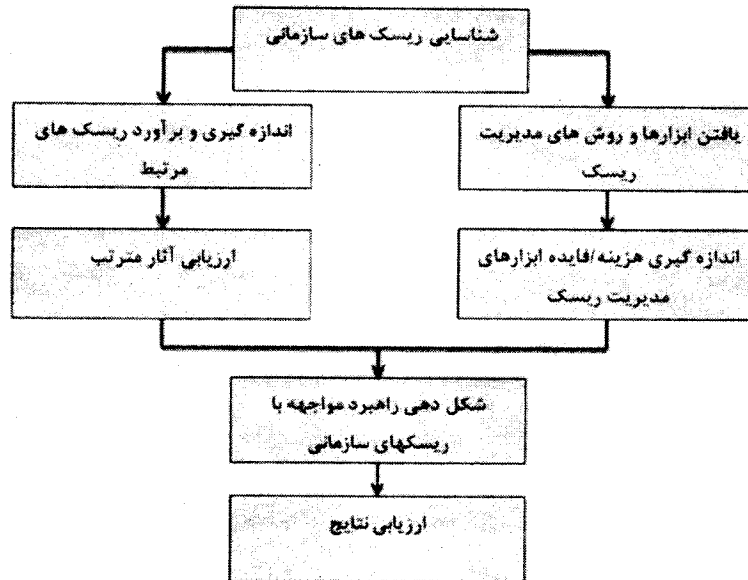 شناسایی ریسک های سازمانی
یافتن ابزارها و روش های مدیریت
ریسک
اندازه گیری و برآورد ریسک های
مرتبط
اندازه گیری هزینه/فایده ابزارهای
مدیریت ریسک
ارزیابی آثار مترتب
شکل دهی راهبرد مواجهه با
ریسکهای سازمانی
ارزیابی نتایج